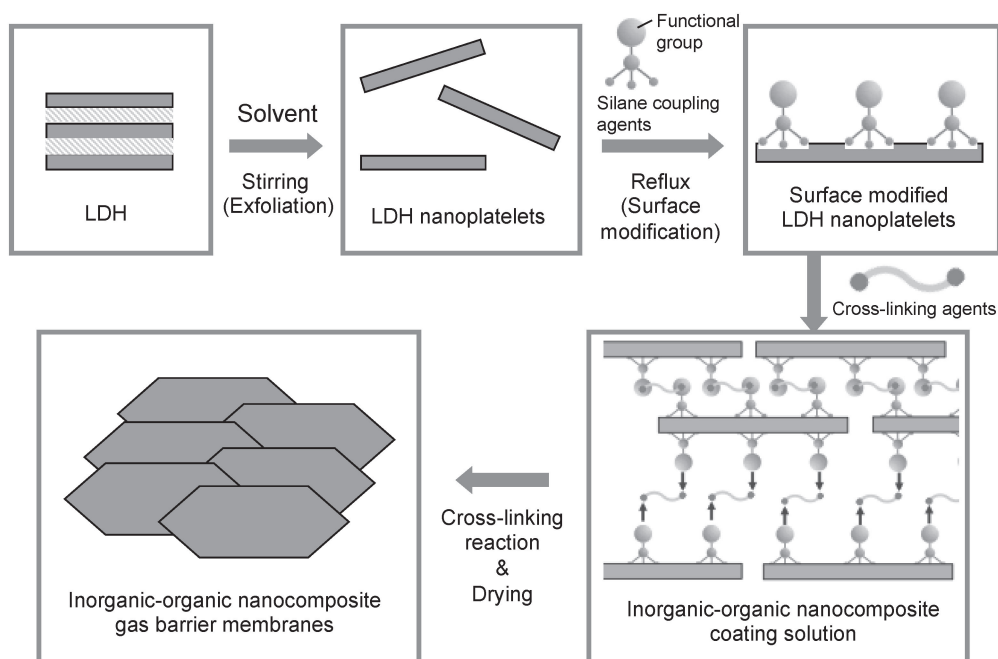 Functional
group
Silane coupling
agents
Solvent
Stirring
(Exfoliation)
Reflux
(Surface
modification)
LDH
LDH nanoplatelets
Surface modified
LDH nanoplatelets
Cross-linking agents
Cross-linking
reaction
&
Drying
Inorganic-organic nanocomposite
gas barrier membranes
Inorganic-organic nanocomposite
coating solution